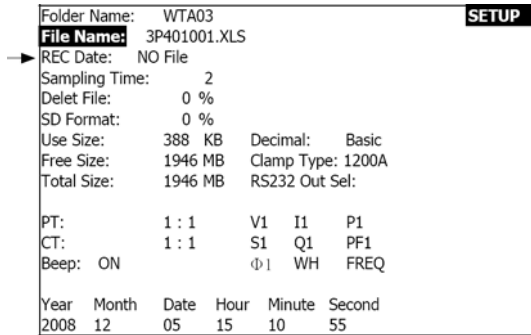 Folder Name: WTA03 SETUP
File Name: 3P401001.XLS
REC Date: NO File
Sampling Time: 2
Delet File: 0 %
SD Format: 0 %
Use Size: 388 KB Decimal: Basic
Free Size: 1946 MB Clamp Type: 1200A
Total Size: 1946 MB RS232 Out Sel:
PT: 1 : 1 V1 I1 P1
CT: 1 : 1 S1 Q1 PF1
Beep: ON Φ1 WH FREQ
Year Month Date Hour Minute Second
2008 12 05 15 10 55